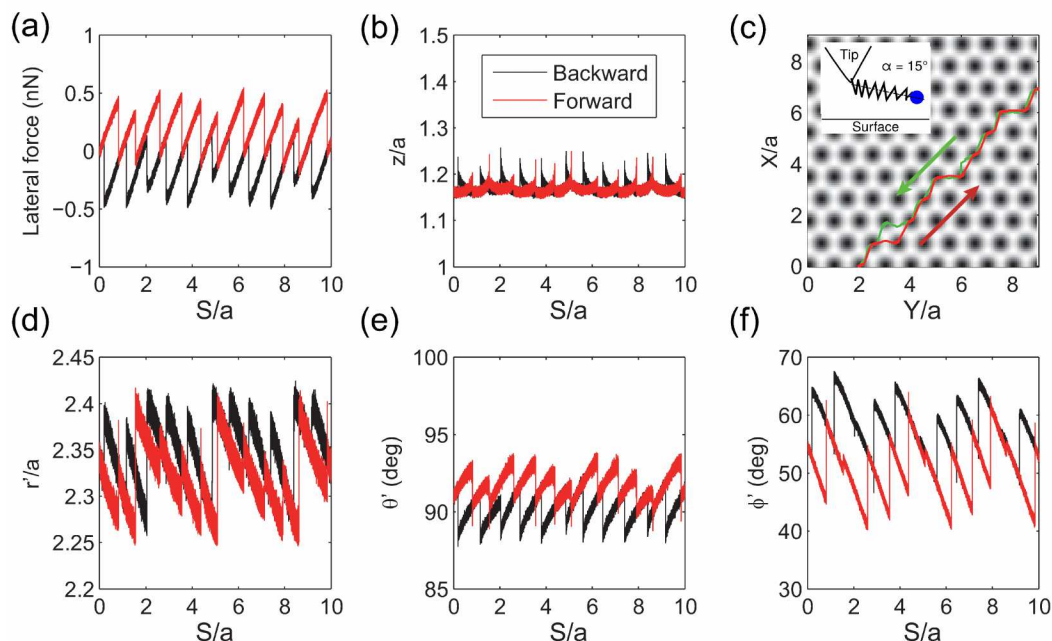 (a)
1
0.5
0
−0.5
−1
Lateral force (nN)
0 2 4 6 8 10
S/a
(b)
1.5
1.4
1.3
1.2
1.1
1
z/a
Backward
Forward
0 2 4 6 8 10
S/a
(c)
8
6
4
2
0
X/a
Tip
α = 15°
Surface
0 2 4 6 8
Y/a
(d)
2.45
2.4
2.35
2.3
2.25
2.2
r'/a
0 2 4 6 8 10
S/a
(e)
100
95
90
85
θ' (deg)
0 2 4 6 8 10
S/a
(f)
70
60
50
40
30
ϕ' (deg)
0 2 4 6 8 10
S/a